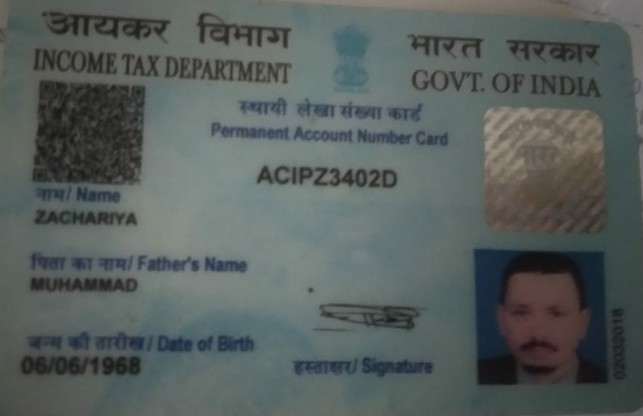 आयकर विभाग
INCOME TAX DEPARTMENT
भारत सरकार
GOVT. OF INDIA
स्थायी लेखा संख्या कार्ड
Permanent Account Number Card
ACIPZ3402D
नाम/ Name
ZACHARIYA
पिता का नाम/ Father's Name
MUHAMMAD
जन्म की तारीख/ Date of Birth
06/06/1968
हस्ताक्षर/ Signature
02032018